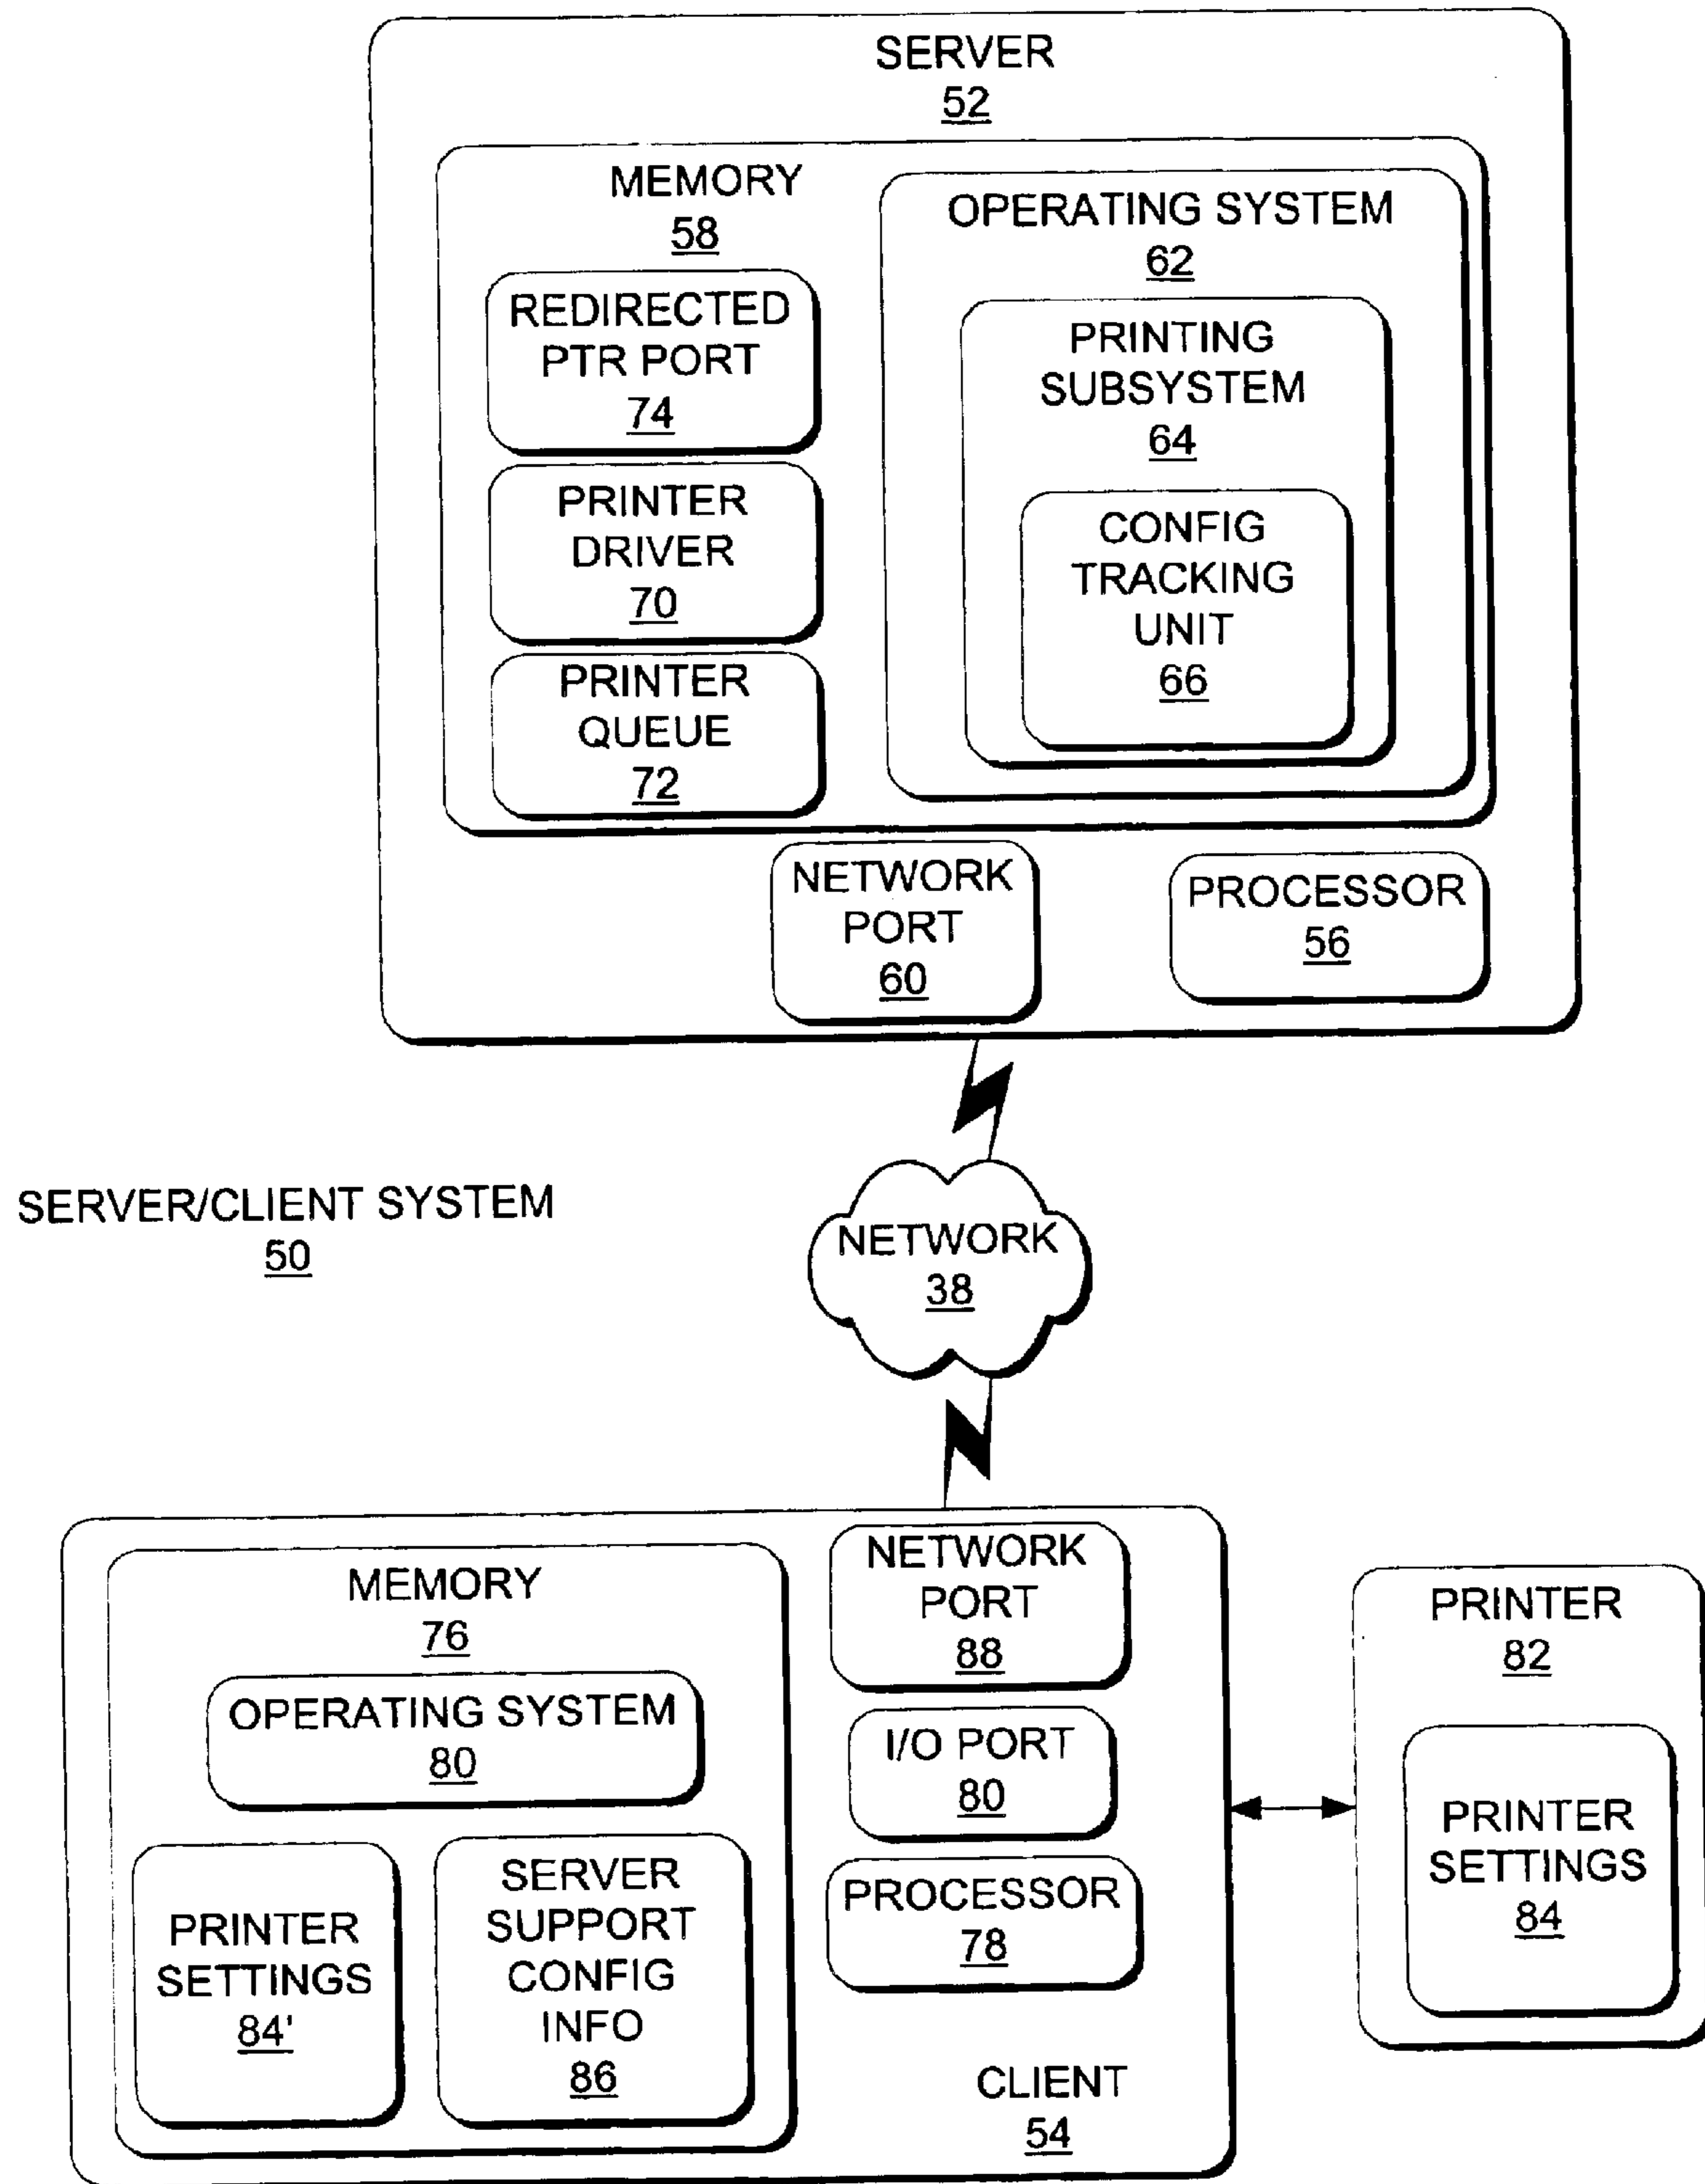 SERVER
52
MEMORY
58
REDIRECTED
PTR PORT
74
PRINTER
DRIVER
70
PRINTER
QUEUE
72
OPERATING SYSTEM
62
PRINTING
SUBSYSTEM
64
CONFIG
TRACKING
UNIT
66
NETWORK
PORT
60
PROCESSOR
56
SERVER/CLIENT SYSTEM
50
NETWORK
38
MEMORY
76
OPERATING SYSTEM
80
PRINTER
SETTINGS
84'
SERVER
SUPPORT
CONFIG
INFO
86
NETWORK
PORT
88
I/O PORT
80
PROCESSOR
78
CLIENT
54
PRINTER
82
PRINTER
SETTINGS
84